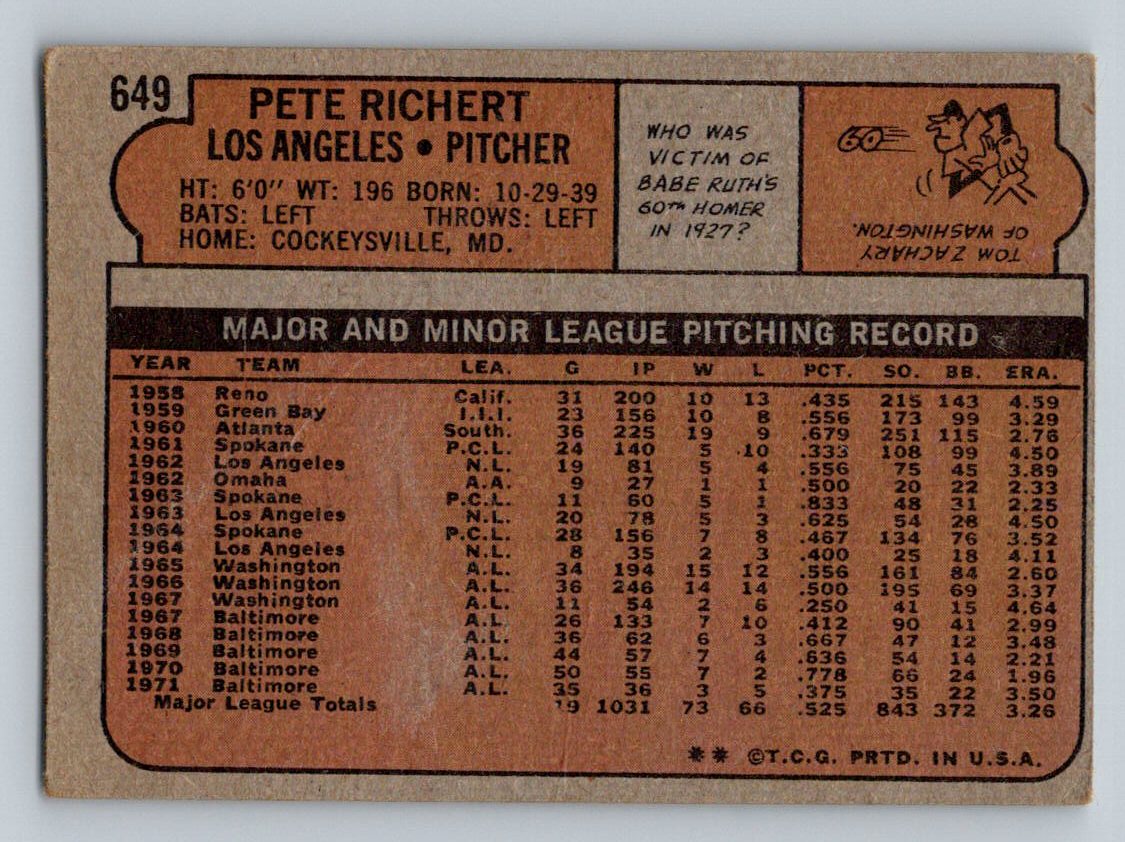 649
PETE RICHERT
LOS ANGELES • PITCHER
HT: 6'0" WT: 196 BORN: 10-29-39
BATS: LEFT THROWS: LEFT
HOME: COCKEYSVILLE, MD.
WHO WAS
VICTIM OF
BABE RUTH'S
60TH HOMER
IN 1927?
60
TOM ZACHARY
OF WASHINGTON.
MAJOR AND MINOR LEAGUE PITCHING RECORD
YEAR TEAM LEA. G IP W L PCT. SO. BB. ERA.
1958 Reno Calif. 31 200 10 13 .435 215 143 4.59
1959 Green Bay I.I.I. 23 156 10 8 .556 173 99 3.29
1960 Atlanta South. 36 225 19 9 .679 251 115 2.76
1961 Spokane P.C.L. 24 140 5 10 .333 108 99 4.50
1962 Los Angeles N.L. 19 81 5 4 .556 75 45 3.89
1962 Omaha A.A. 9 27 1 1 .500 20 22 2.33
1963 Spokane P.C.L. 11 60 5 1 .833 48 31 2.25
1963 Los Angeles N.L. 20 78 5 3 .625 54 28 4.50
1964 Spokane P.C.L. 28 156 7 8 .467 134 76 3.52
1964 Los Angeles N.L. 8 35 2 3 .400 25 18 4.11
1965 Washington A.L. 34 194 15 12 .556 161 84 2.60
1966 Washington A.L. 36 246 14 14 .500 195 69 3.37
1967 Washington A.L. 11 54 2 6 .250 41 15 4.64
1967 Baltimore A.L. 26 133 7 10 .412 90 41 2.99
1968 Baltimore A.L. 36 62 6 3 .667 47 12 3.48
1969 Baltimore A.L. 44 57 7 4 .636 54 14 2.21
1970 Baltimore A.L. 50 55 7 2 .778 66 24 1.96
1971 Baltimore A.L. 35 36 3 5 .375 35 22 3.50
Major League Totals 1031 73 66 .525 843 372 3.26
** ©T.C.G. PRTD. IN U.S.A.